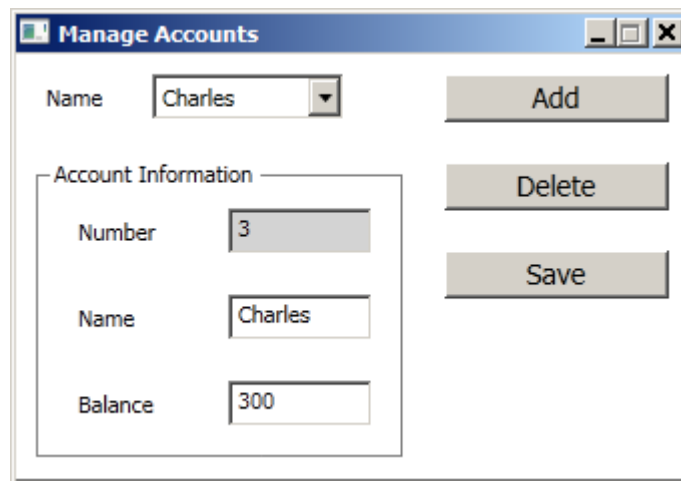 Manage Accounts
Name Charles Add
Account Information Delete
Number 3
Save
Name Charles
Balance 300